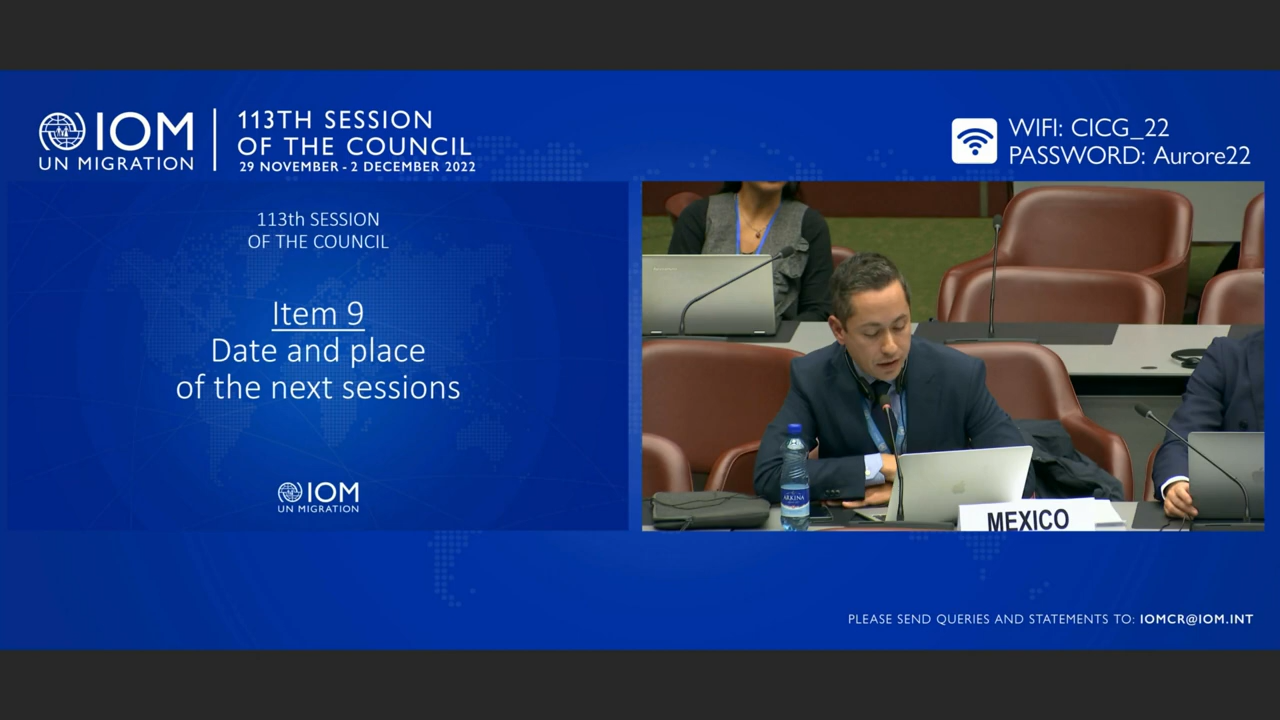 IOM
UN MIGRATION
113TH SESSION
OF THE COUNCIL
29 NOVEMBER - 2 DECEMBER 2022
WIFI: CICG_22
PASSWORD: Aurore22
113th SESSION
OF THE COUNCIL
Item 9
Date and place
of the next sessions
IOM
UN MIGRATION
ARKINA
MEXICO
PLEASE SEND QUERIES AND STATEMENTS TO: IOMCR@IOM.INT